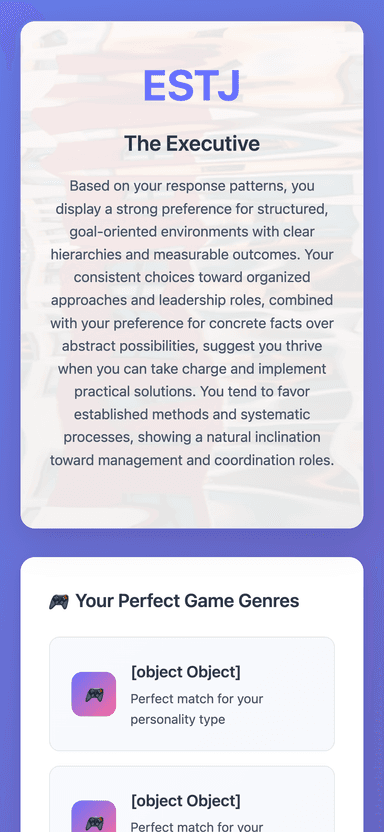 ESTJ
The Executive
Based on your response patterns, you
display a strong preference for structured,
goal-oriented environments with clear
hierarchies and measurable outcomes. Your
consistent choices toward organized
approaches and leadership roles, combined
with your preference for concrete facts over
abstract possibilities, suggest you thrive
when you can take charge and implement
practical solutions. You tend to favor
established methods and systematic
processes, showing a natural inclination
toward management and coordination roles.
🎮 Your Perfect Game Genres
[object Object]
Perfect match for your
personality type
[object Object]
Perfect match for your